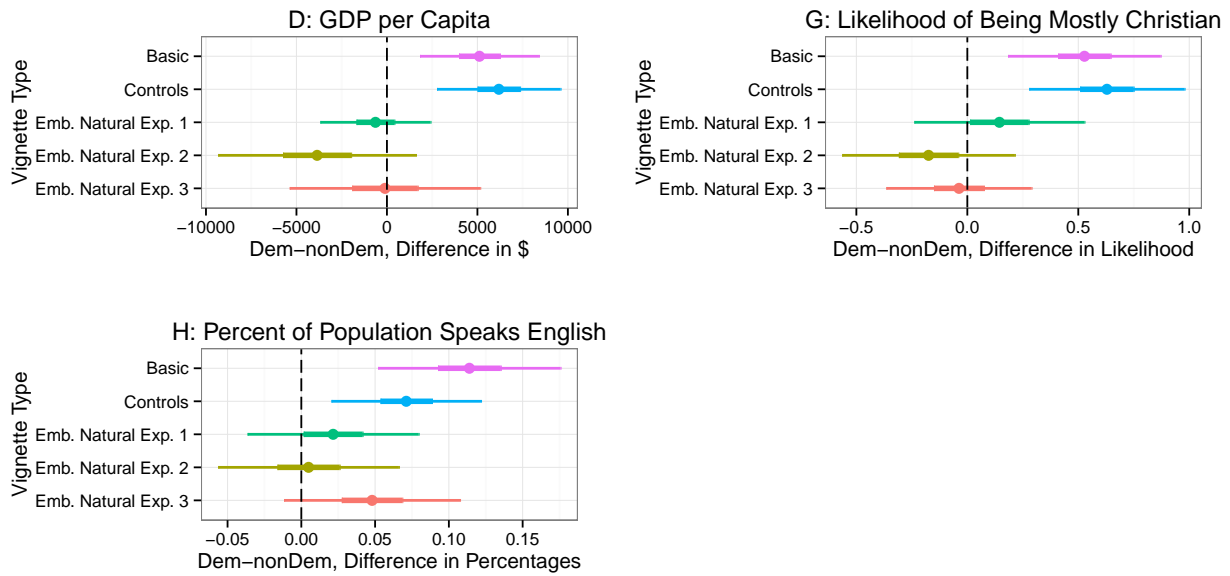 D: GDP per Capita
Vignette Type
Basic
Controls
Emb. Natural Exp. 1
Emb. Natural Exp. 2
Emb. Natural Exp. 3
−10000 −5000 0 5000 10000
Dem−nonDem, Difference in $
G: Likelihood of Being Mostly Christian
Vignette Type
Basic
Controls
Emb. Natural Exp. 1
Emb. Natural Exp. 2
Emb. Natural Exp. 3
−0.5 0.0 0.5 1.0
Dem−nonDem, Difference in Likelihood
H: Percent of Population Speaks English
Vignette Type
Basic
Controls
Emb. Natural Exp. 1
Emb. Natural Exp. 2
Emb. Natural Exp. 3
−0.05 0.00 0.05 0.10 0.15
Dem−nonDem, Difference in Percentages